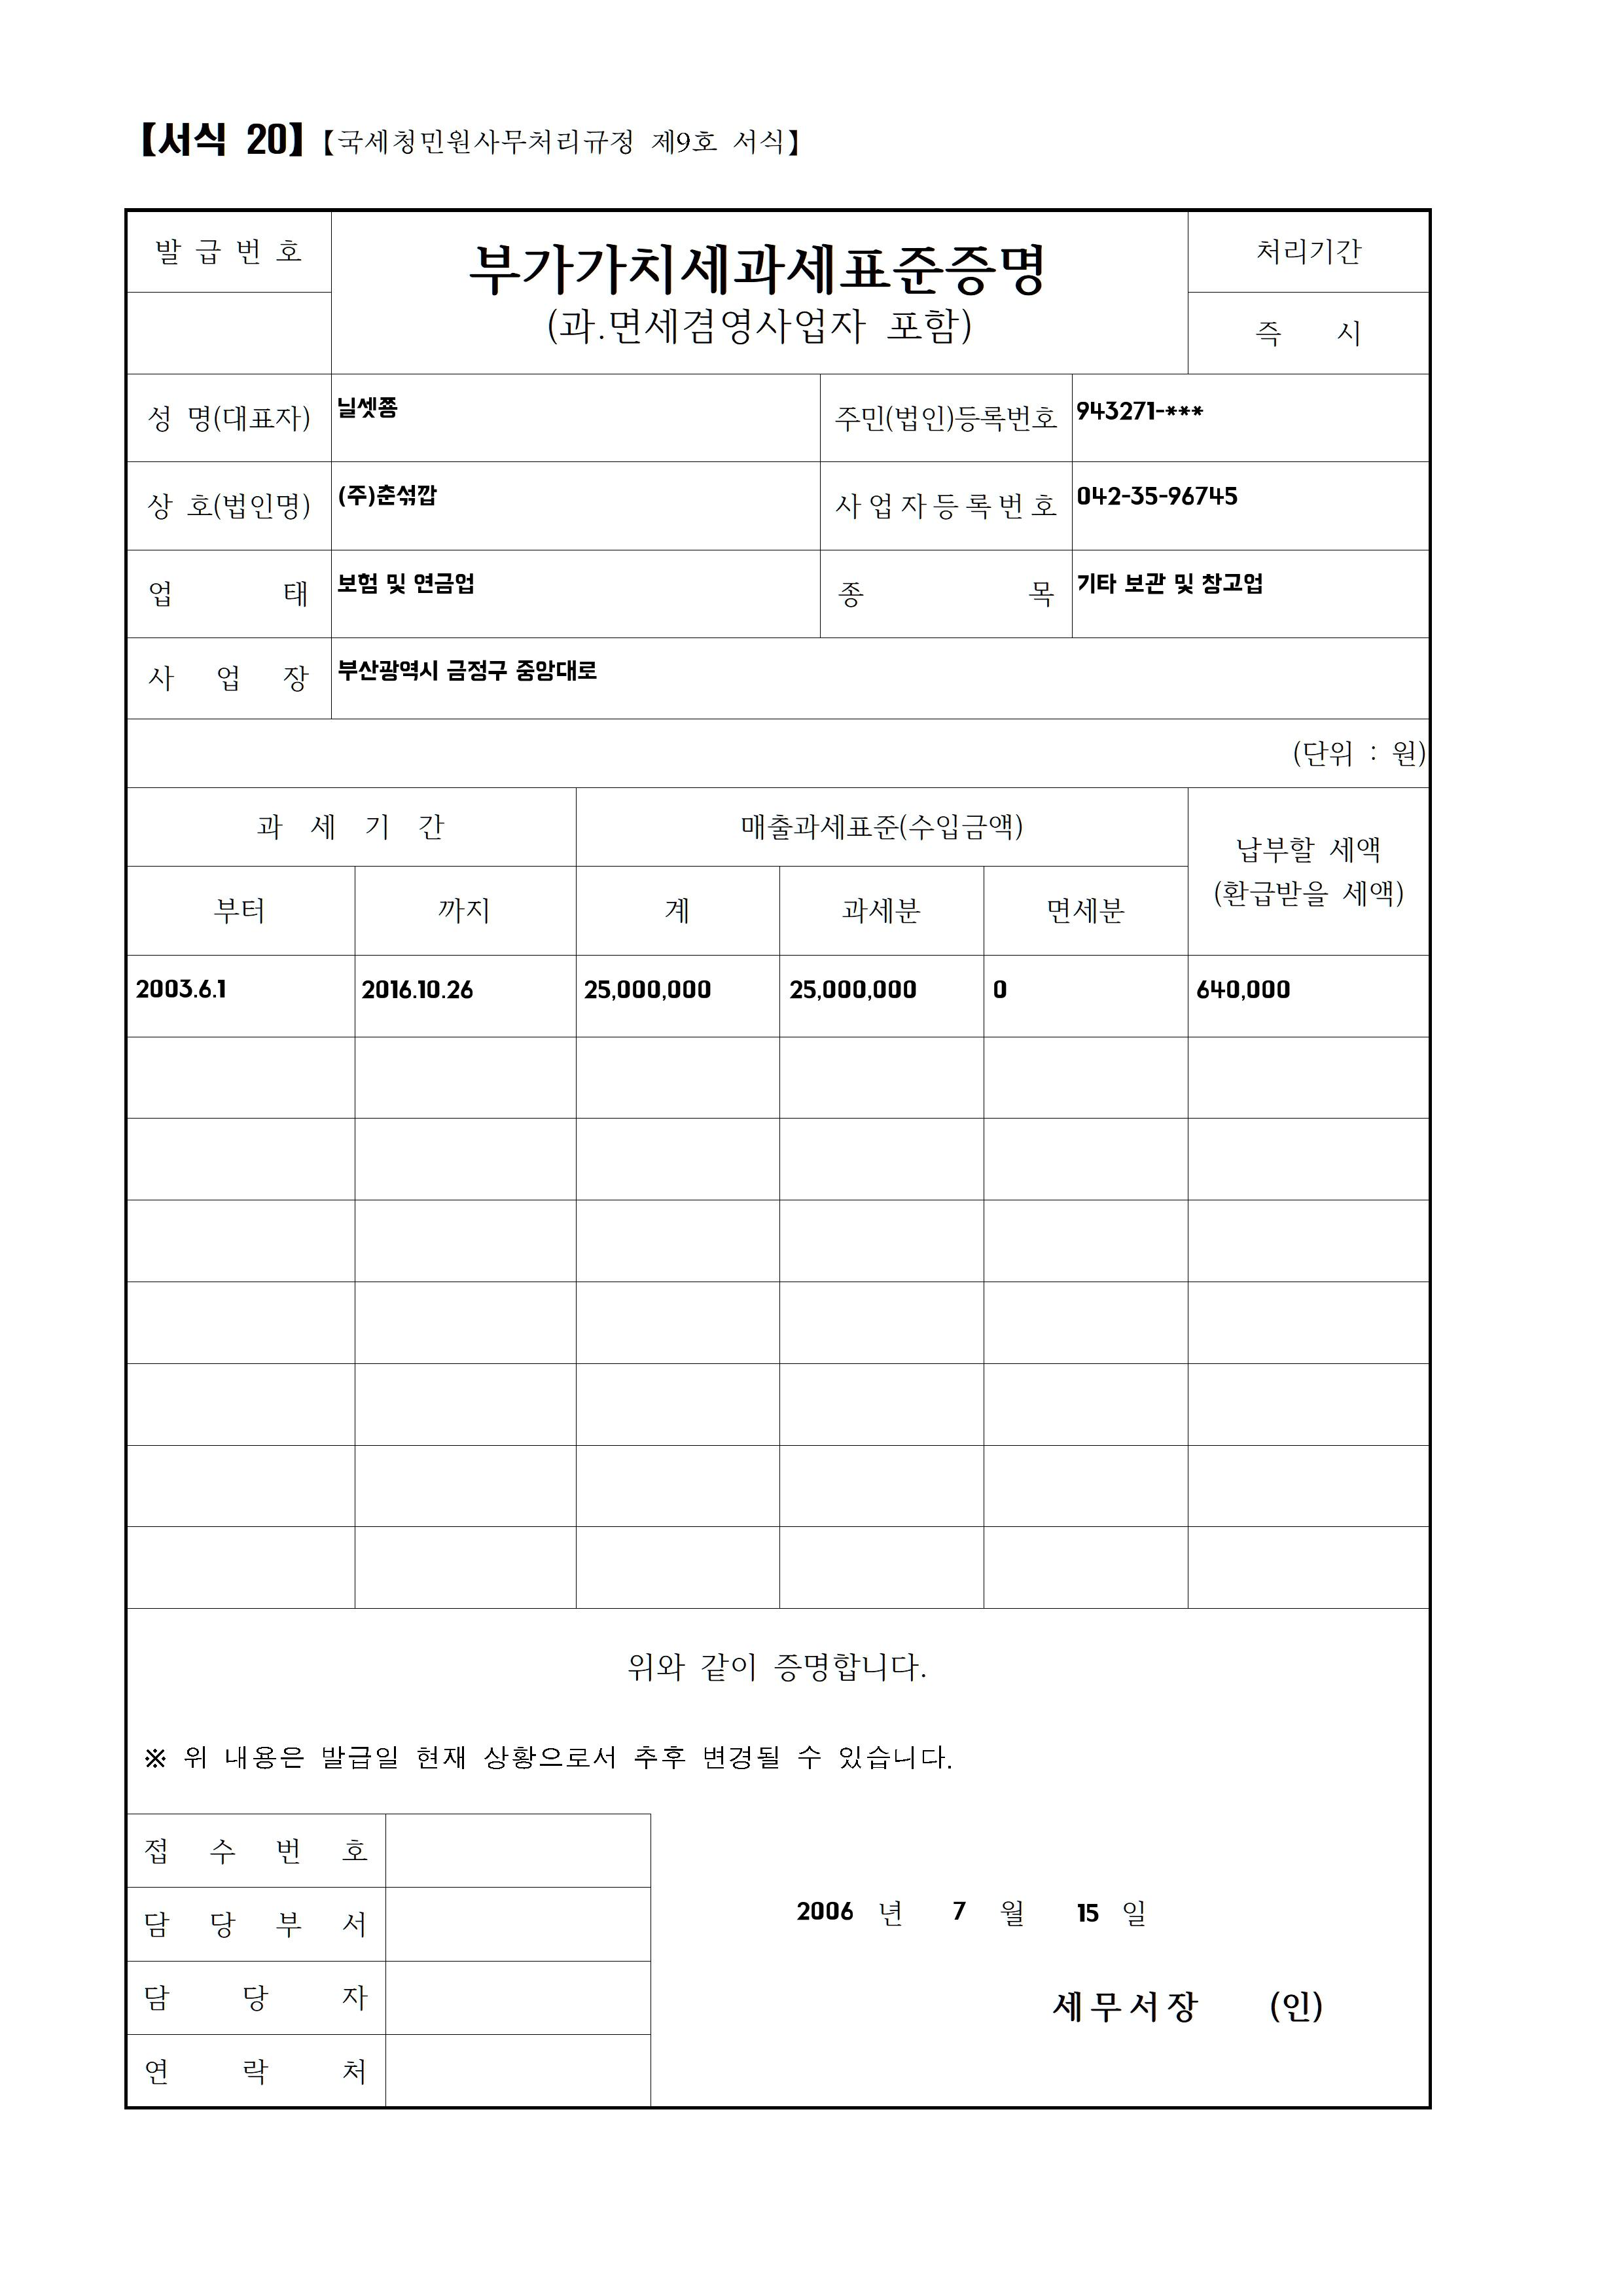 【서식 20】【국세청민원사무처리규정 제9호 서식】
발 급 번 호
부가가치세과세표준증명
(과.면세겸영사업자 포함)
처리기간
즉 시
성 명(대표자) 닐셋쫑 주민(법인)등록번호 943271-***
상 호(법인명) (주)춘섞깝 사업자등록번호 042-35-96745
업 태 보험 및 연금업 종 목 기타 보관 및 창고업
사 업 장 부산광역시 금정구 중앙대로
(단위 : 원)
과 세 기 간 매출과세표준(수입금액) 납부할 세액
(환급받을 세액)
부터 까지 계 과세분 면세분
2003.6.1 2016.10.26 25,000,000 25,000,000 0 640,000
위와 같이 증명합니다.
※ 위 내용은 발급일 현재 상황으로서 추후 변경될 수 있습니다.
접 수 번 호
담 당 부 서
담 당 자
연 락 처
2006 년 7 월 15 일
세무서장 (인)